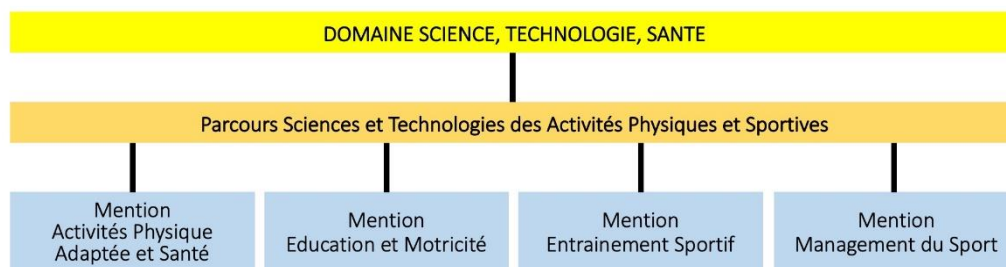 DOMAINE SCIENCE, TECHNOLOGIE, SANTE
Parcours Sciences et Technologies des Activités Physiques et Sportives
Mention
Activités Physique
Adaptée et Santé
Mention
Education et Motricité
Mention
Entrainement Sportif
Mention
Management du Sport